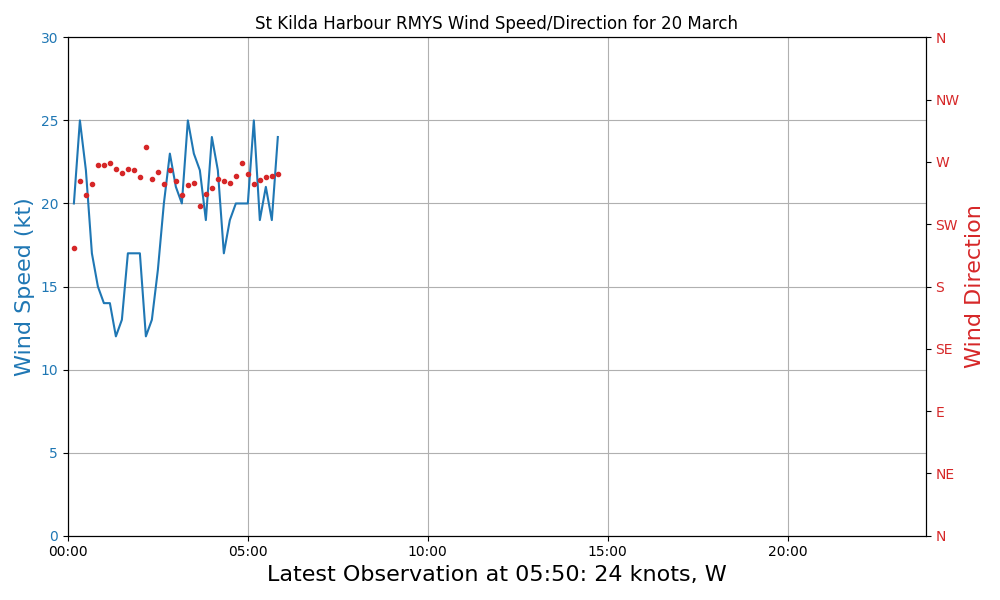 St Kilda Harbour RMYS Wind Speed/Direction for 20 March
30
25
20
15
10
5
0
Wind Speed (kt)
N
NW
W
SW
S
SE
E
NE
N
Wind Direction
00:00
05:00
10:00
15:00
20:00
Latest Observation at 05:50: 24 knots, W